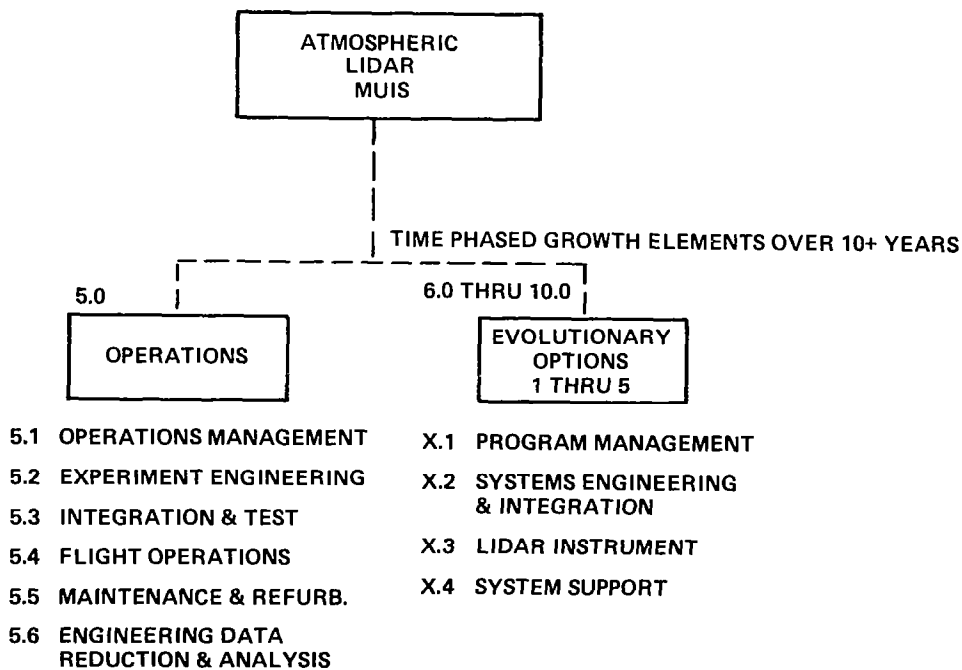 ATMOSPHERIC
LIDAR
MUIS
TIME PHASED GROWTH ELEMENTS OVER 10+ YEARS
5.0
OPERATIONS
5.1 OPERATIONS MANAGEMENT
5.2 EXPERIMENT ENGINEERING
5.3 INTEGRATION & TEST
5.4 FLIGHT OPERATIONS
5.5 MAINTENANCE & REFURB.
5.6 ENGINEERING DATA
REDUCTION & ANALYSIS
6.0 THRU 10.0
EVOLUTIONARY
OPTIONS
1 THRU 5
X.1 PROGRAM MANAGEMENT
X.2 SYSTEMS ENGINEERING
& INTEGRATION
X.3 LIDAR INSTRUMENT
X.4 SYSTEM SUPPORT